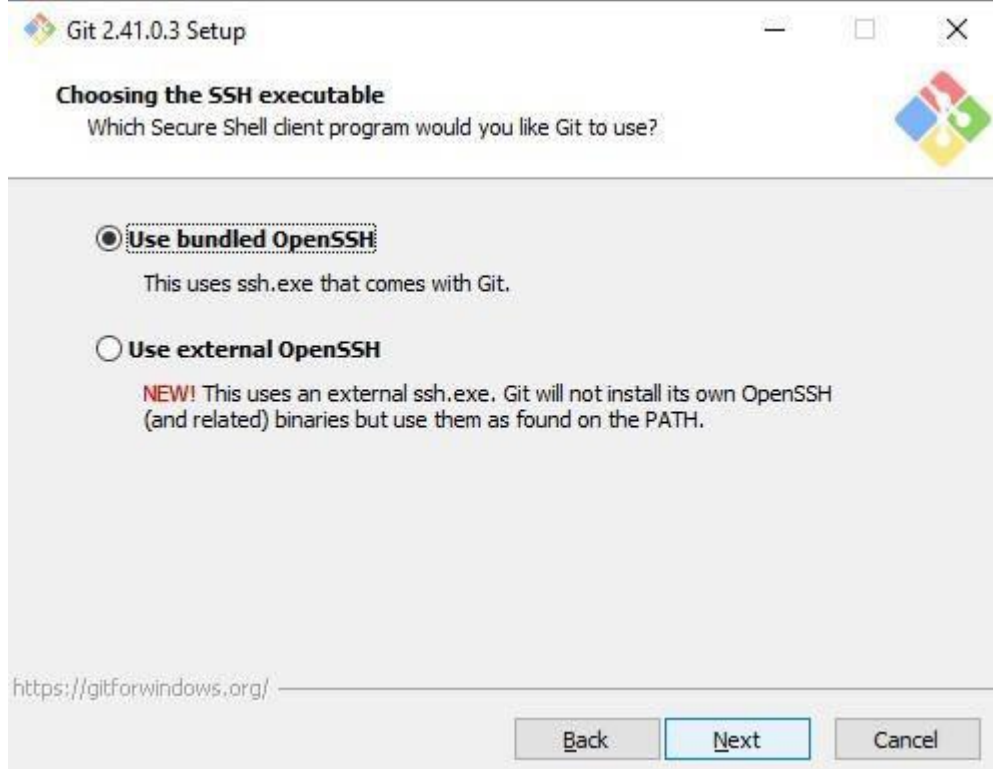 Git 2.41.0.3 Setup
Choosing the SSH executable
Which Secure Shell client program would you like Git to use?
Use bundled OpenSSH
This uses ssh.exe that comes with Git.
Use external OpenSSH
NEW! This uses an external ssh.exe. Git will not install its own OpenSSH
(and related) binaries but use them as found on the PATH.
https://gitforwindows.org/
Back Next Cancel